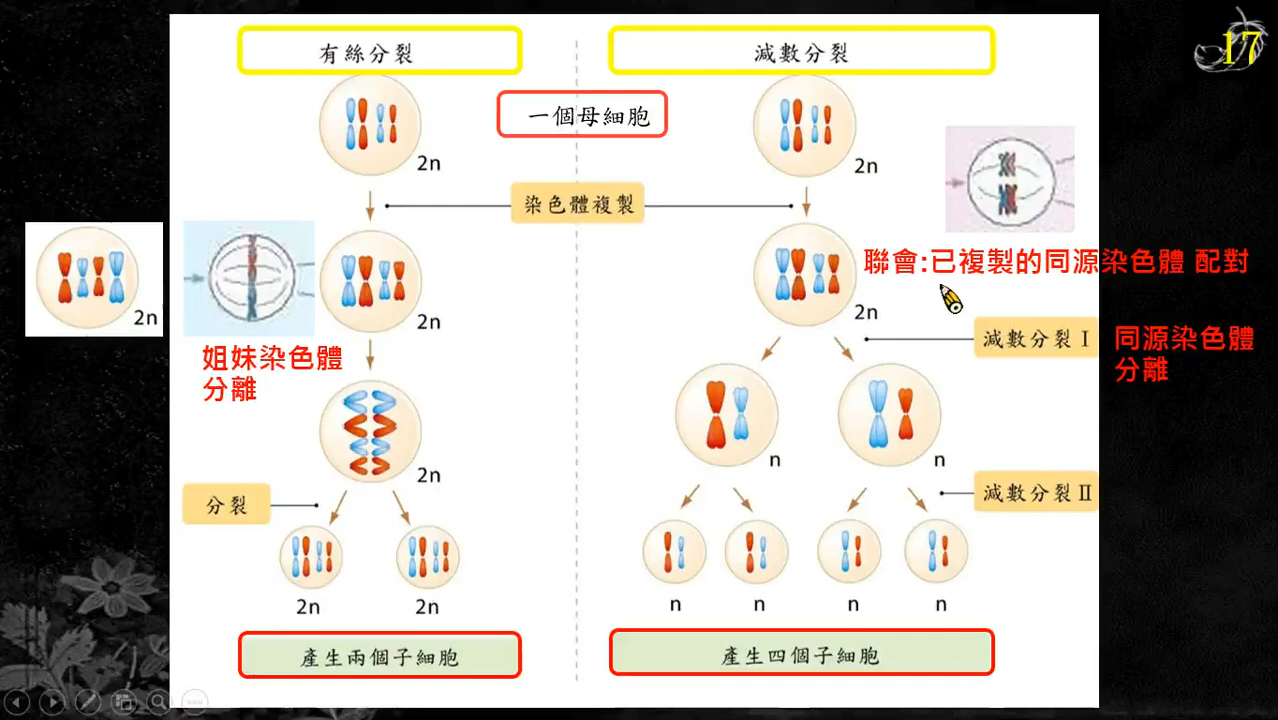 17
有絲分裂
減數分裂
一個母細胞
2n
2n
染色體複製
聯會:已複製的同源染色體 配對
2n
2n
2n
姐妹染色體
分離
減數分裂 I
同源染色體
分離
2n
n
n
分裂
減數分裂 II
2n
2n
n
n
n
n
產生兩個子細胞
產生四個子細胞